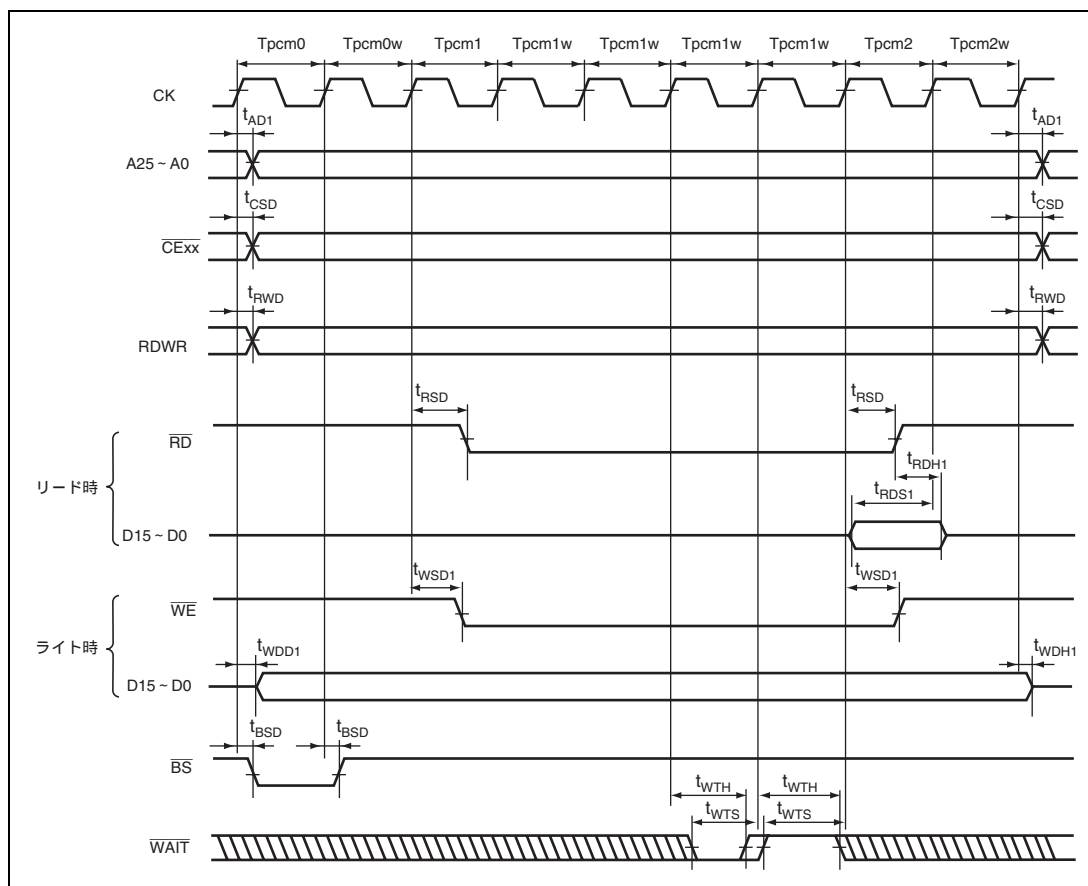 Tpcm0 Tpcm0w Tpcm1 Tpcm1w Tpcm1w Tpcm1w Tpcm1w Tpcm2 Tpcm2w
CK
tAD1 tAD1
A25 ~ A0
tCSD tCSD
CExx
tRWD tRWD
RDWR
tRSD tRSD
RD
tRDH1
リード時
tRDS1
D15 ~ D0
tWSD1 tWSD1
WE
ライト時
tWDD1 tWDH1
D15 ~ D0
tBSD tBSD
BS
tWTH tWTH
tWTS tWTS
WAIT